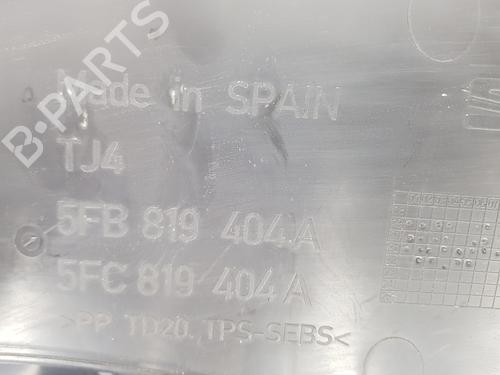 B-PARTS
Made in SPAIN
TJ4
5FB 819 404 A
5FC 819 404 A
>PP TD20. TPS-SEBS<